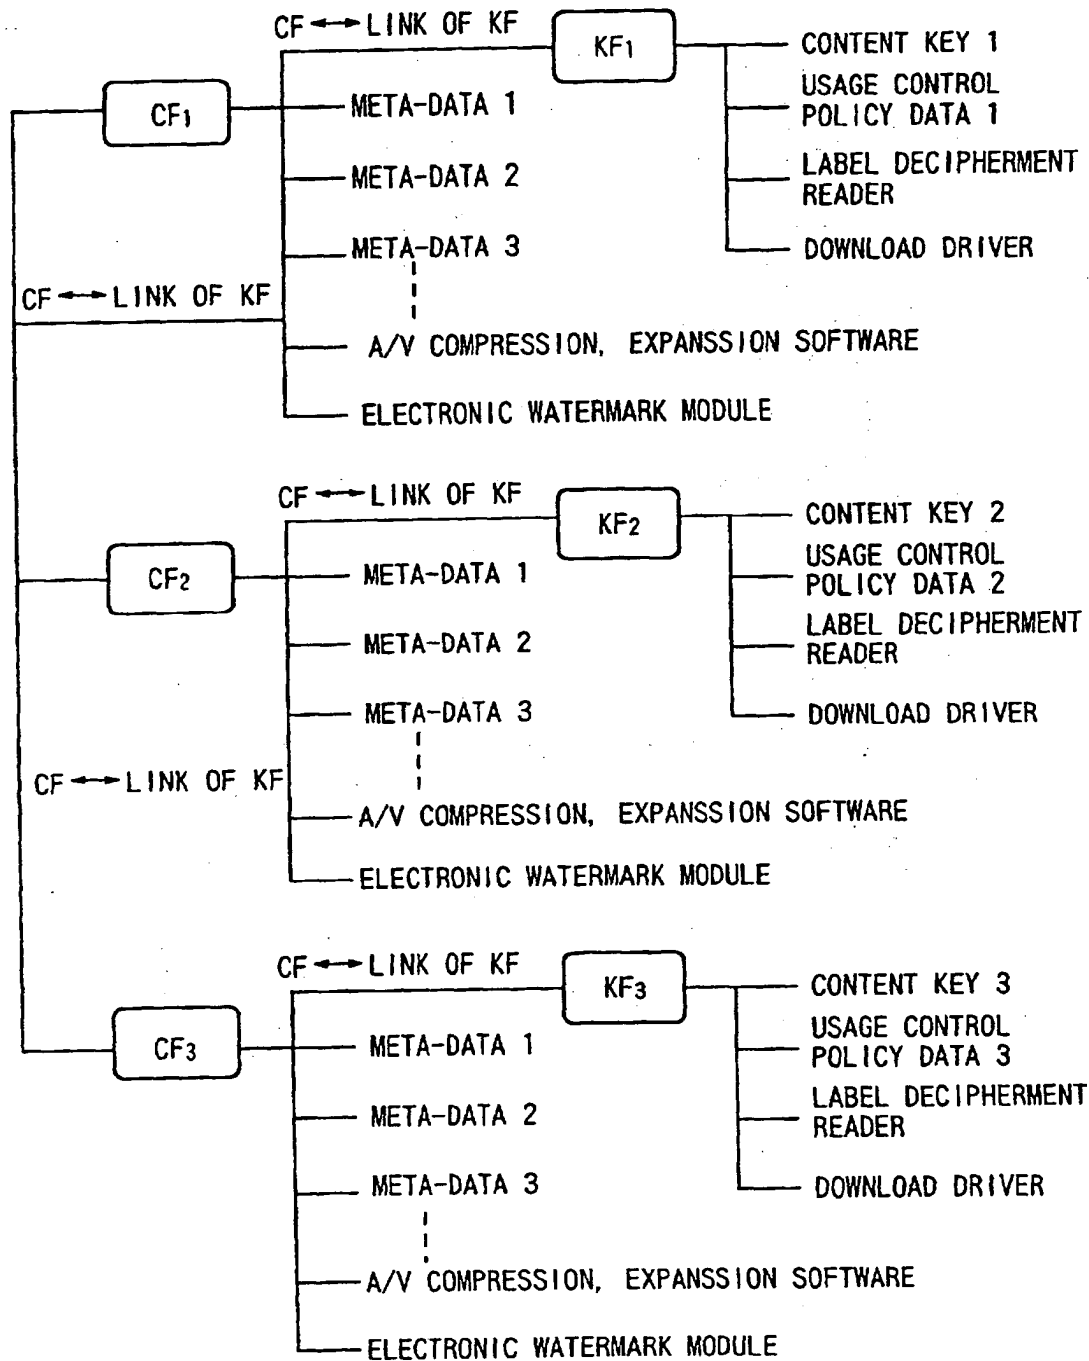 CF ↔ LINK OF KF
KF1
CONTENT KEY 1
USAGE CONTROL
POLICY DATA 1
LABEL DECIPHERMENT
READER
DOWNLOAD DRIVER
CF1
META-DATA 1
META-DATA 2
META-DATA 3
CF ↔ LINK OF KF
A/V COMPRESSION, EXPANSSION SOFTWARE
ELECTRONIC WATERMARK MODULE
CF ↔ LINK OF KF
KF2
CONTENT KEY 2
USAGE CONTROL
POLICY DATA 2
LABEL DECIPHERMENT
READER
DOWNLOAD DRIVER
CF2
META-DATA 1
META-DATA 2
META-DATA 3
CF ↔ LINK OF KF
A/V COMPRESSION, EXPANSSION SOFTWARE
ELECTRONIC WATERMARK MODULE
CF ↔ LINK OF KF
KF3
CONTENT KEY 3
USAGE CONTROL
POLICY DATA 3
LABEL DECIPHERMENT
READER
DOWNLOAD DRIVER
CF3
META-DATA 1
META-DATA 2
META-DATA 3
A/V COMPRESSION, EXPANSSION SOFTWARE
ELECTRONIC WATERMARK MODULE